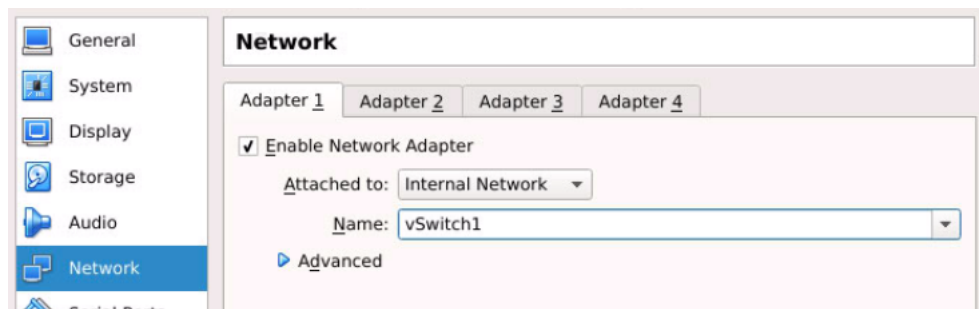 General
System
Display
Storage
Audio
Network
Network
Adapter 1
Adapter 2
Adapter 3
Adapter 4
Enable Network Adapter
Attached to: Internal Network
Name: vSwitch1
Advanced